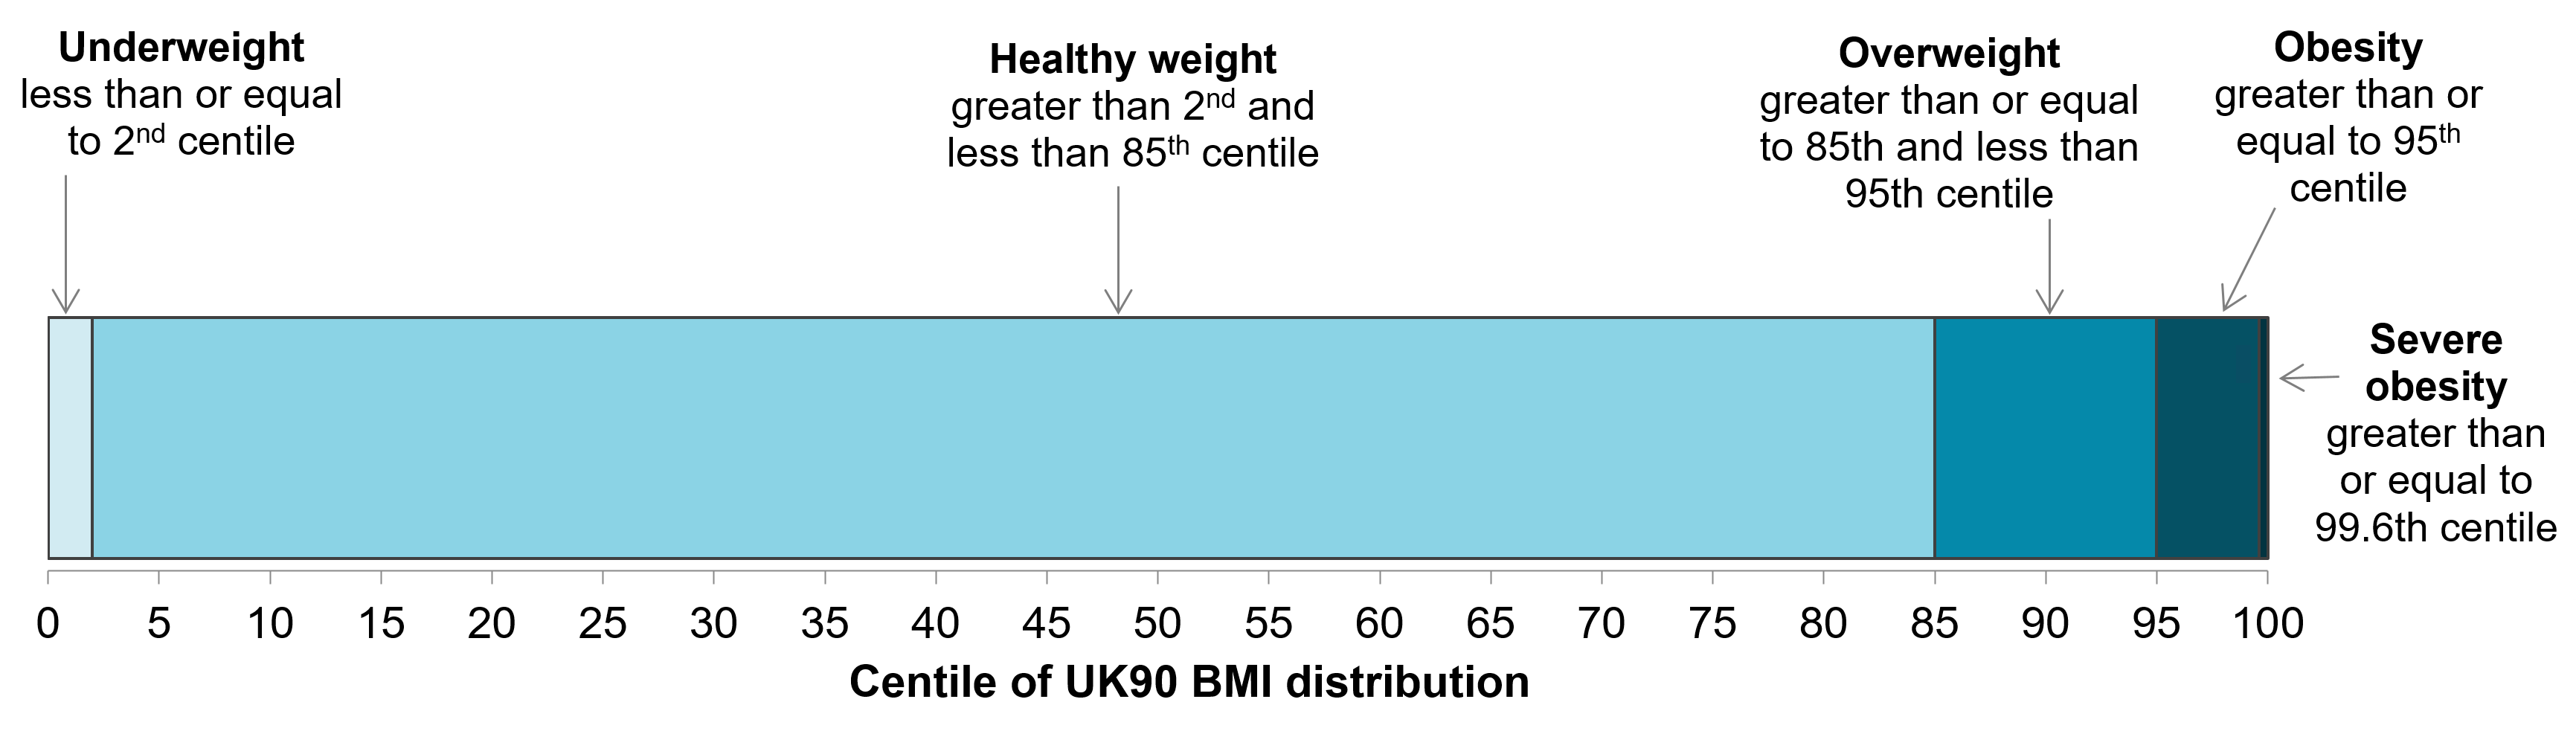 Underweight
less than or equal
to 2nd centile
Healthy weight
greater than 2nd and
less than 85th centile
Overweight
greater than or equal
to 85th and less than
95th centile
Obesity
greater than or
equal to 95th
centile
Severe
obesity
greater than
or equal to
99.6th centile
0 5 10 15 20 25 30 35 40 45 50 55 60 65 70 75 80 85 90 95 100
Centile of UK90 BMI distribution